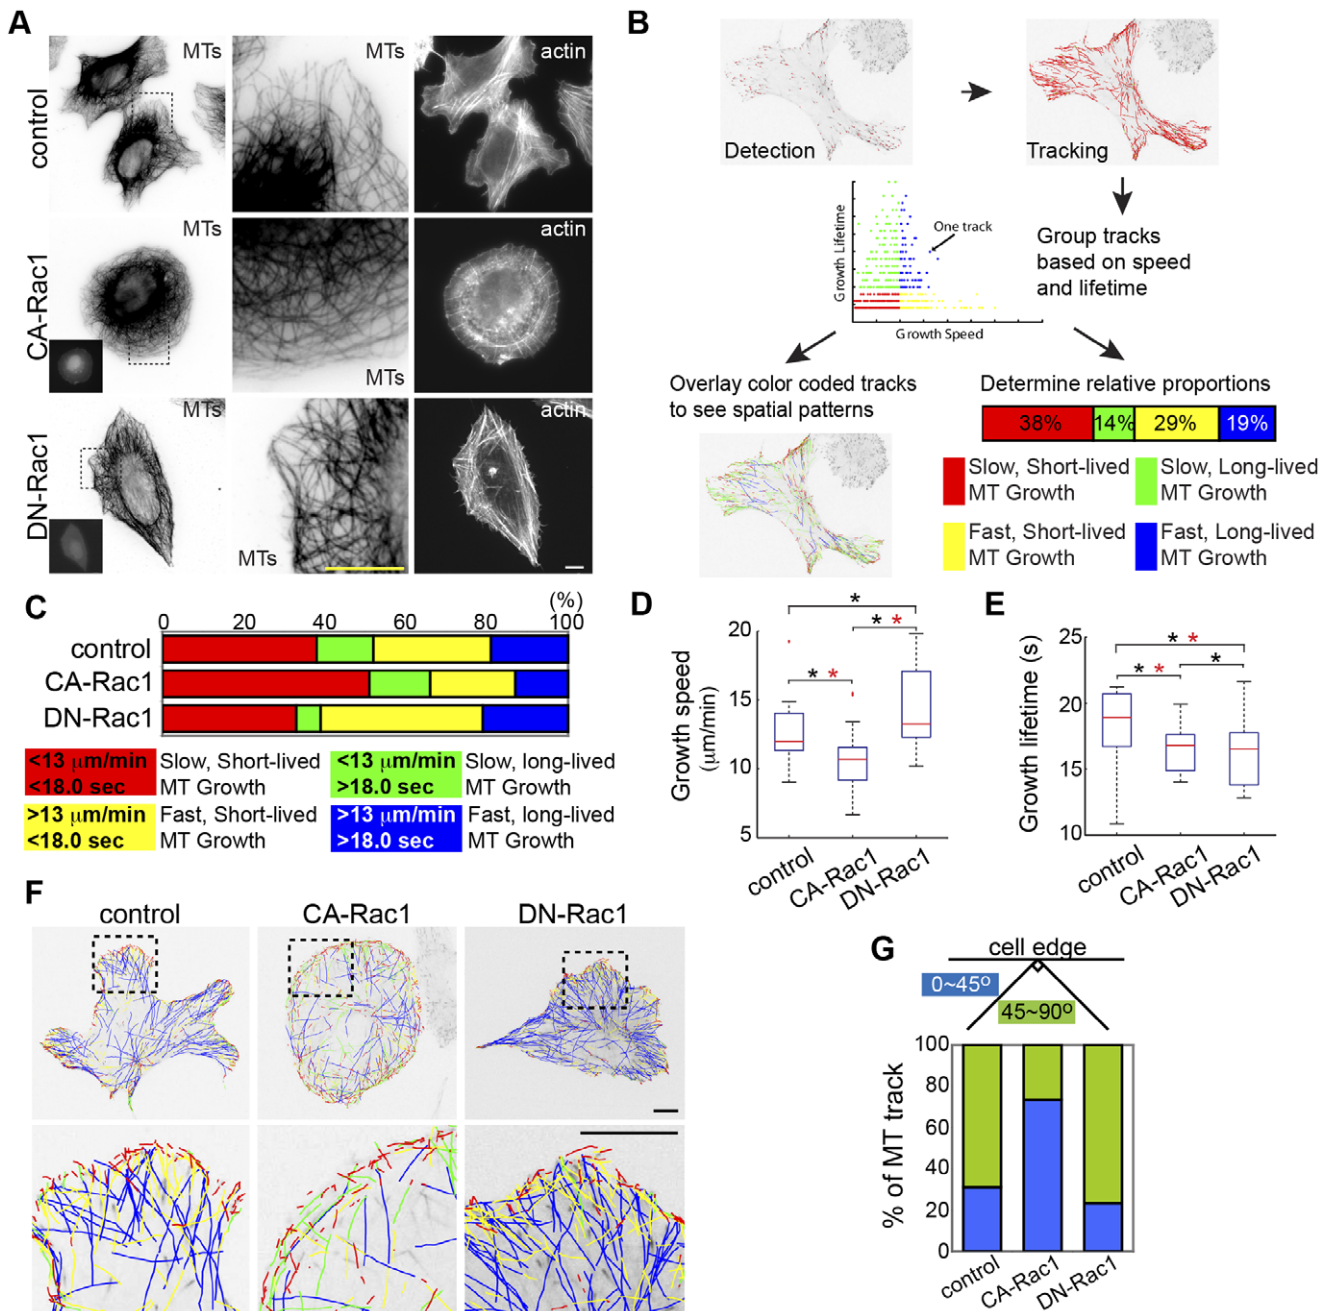 A
control
MTs
MTs
actin
CA-Rac1
MTs
MTs
actin
DN-Rac1
MTs
MTs
actin
B
Detection
Tracking
Group tracks
based on speed
and lifetime
Growth Lifetime
One track
Growth Speed
Overlay color coded tracks
to see spatial patterns
Determine relative proportions
38% 14% 29% 19%
Slow, Short-lived
MT Growth
Slow, Long-lived
MT Growth
Fast, Short-lived
MT Growth
Fast, Long-lived
MT Growth
C
(%)
0 20 40 60 80 100
control
CA-Rac1
DN-Rac1
<13 μm/min
<18.0 sec
Slow, Short-lived
MT Growth
<13 μm/min
>18.0 sec
Slow, long-lived
MT Growth
>13 μm/min
<18.0 sec
Fast, Short-lived
MT Growth
>13 μm/min
>18.0 sec
Fast, long-lived
MT Growth
D
Growth speed
(μm/min)
20
15
10
5
* *
* *
*
control
CA-Rac1
DN-Rac1
E
Growth lifetime (s)
25
20
15
10
* *
* *
*
control
CA-Rac1
DN-Rac1
F
control
CA-Rac1
DN-Rac1
G
cell edge
0~45º
45~90º
% of MT track
100
80
60
40
20
0
control
CA-Rac1
DN-Rac1